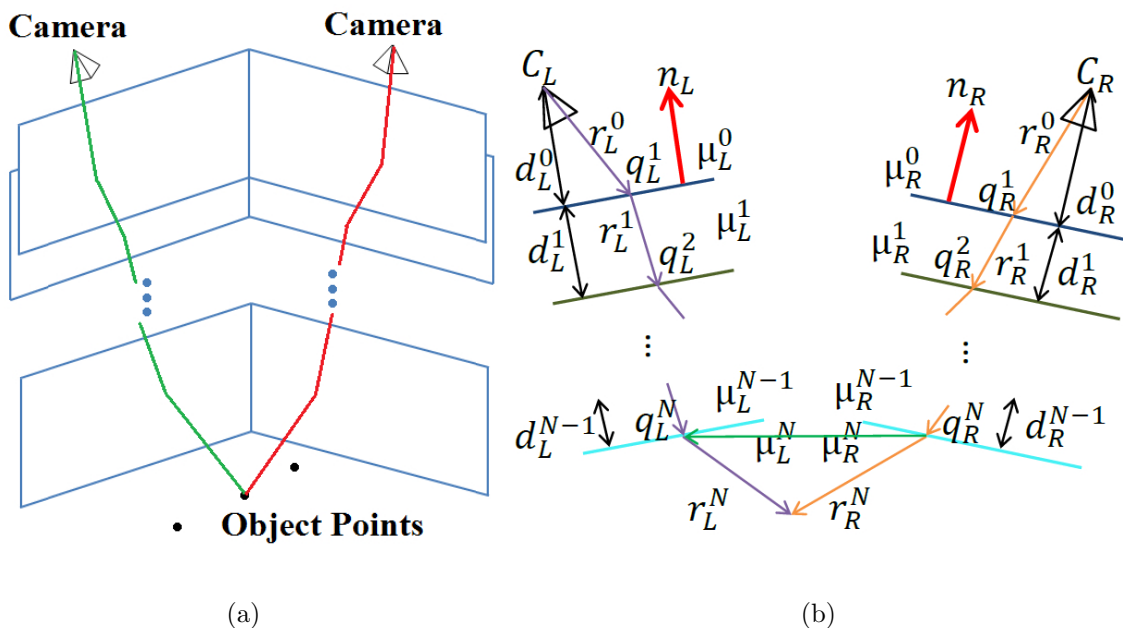 Camera
Camera
Object Points
(a)
C_L
n_L
r_L^0
d_L^0
q_L^1
μ_L^0
r_L^1
μ_L^1
d_L^1
q_L^2
C_R
n_R
r_R^0
μ_R^0
q_R^1
d_R^0
μ_R^1
q_R^2
r_R^1
d_R^1
⋮
⋮
μ_L^{N−1}
μ_R^{N−1}
d_L^{N−1}
q_L^N
q_R^N
d_R^{N−1}
μ_L^N
μ_R^N
r_L^N
r_R^N
(b)